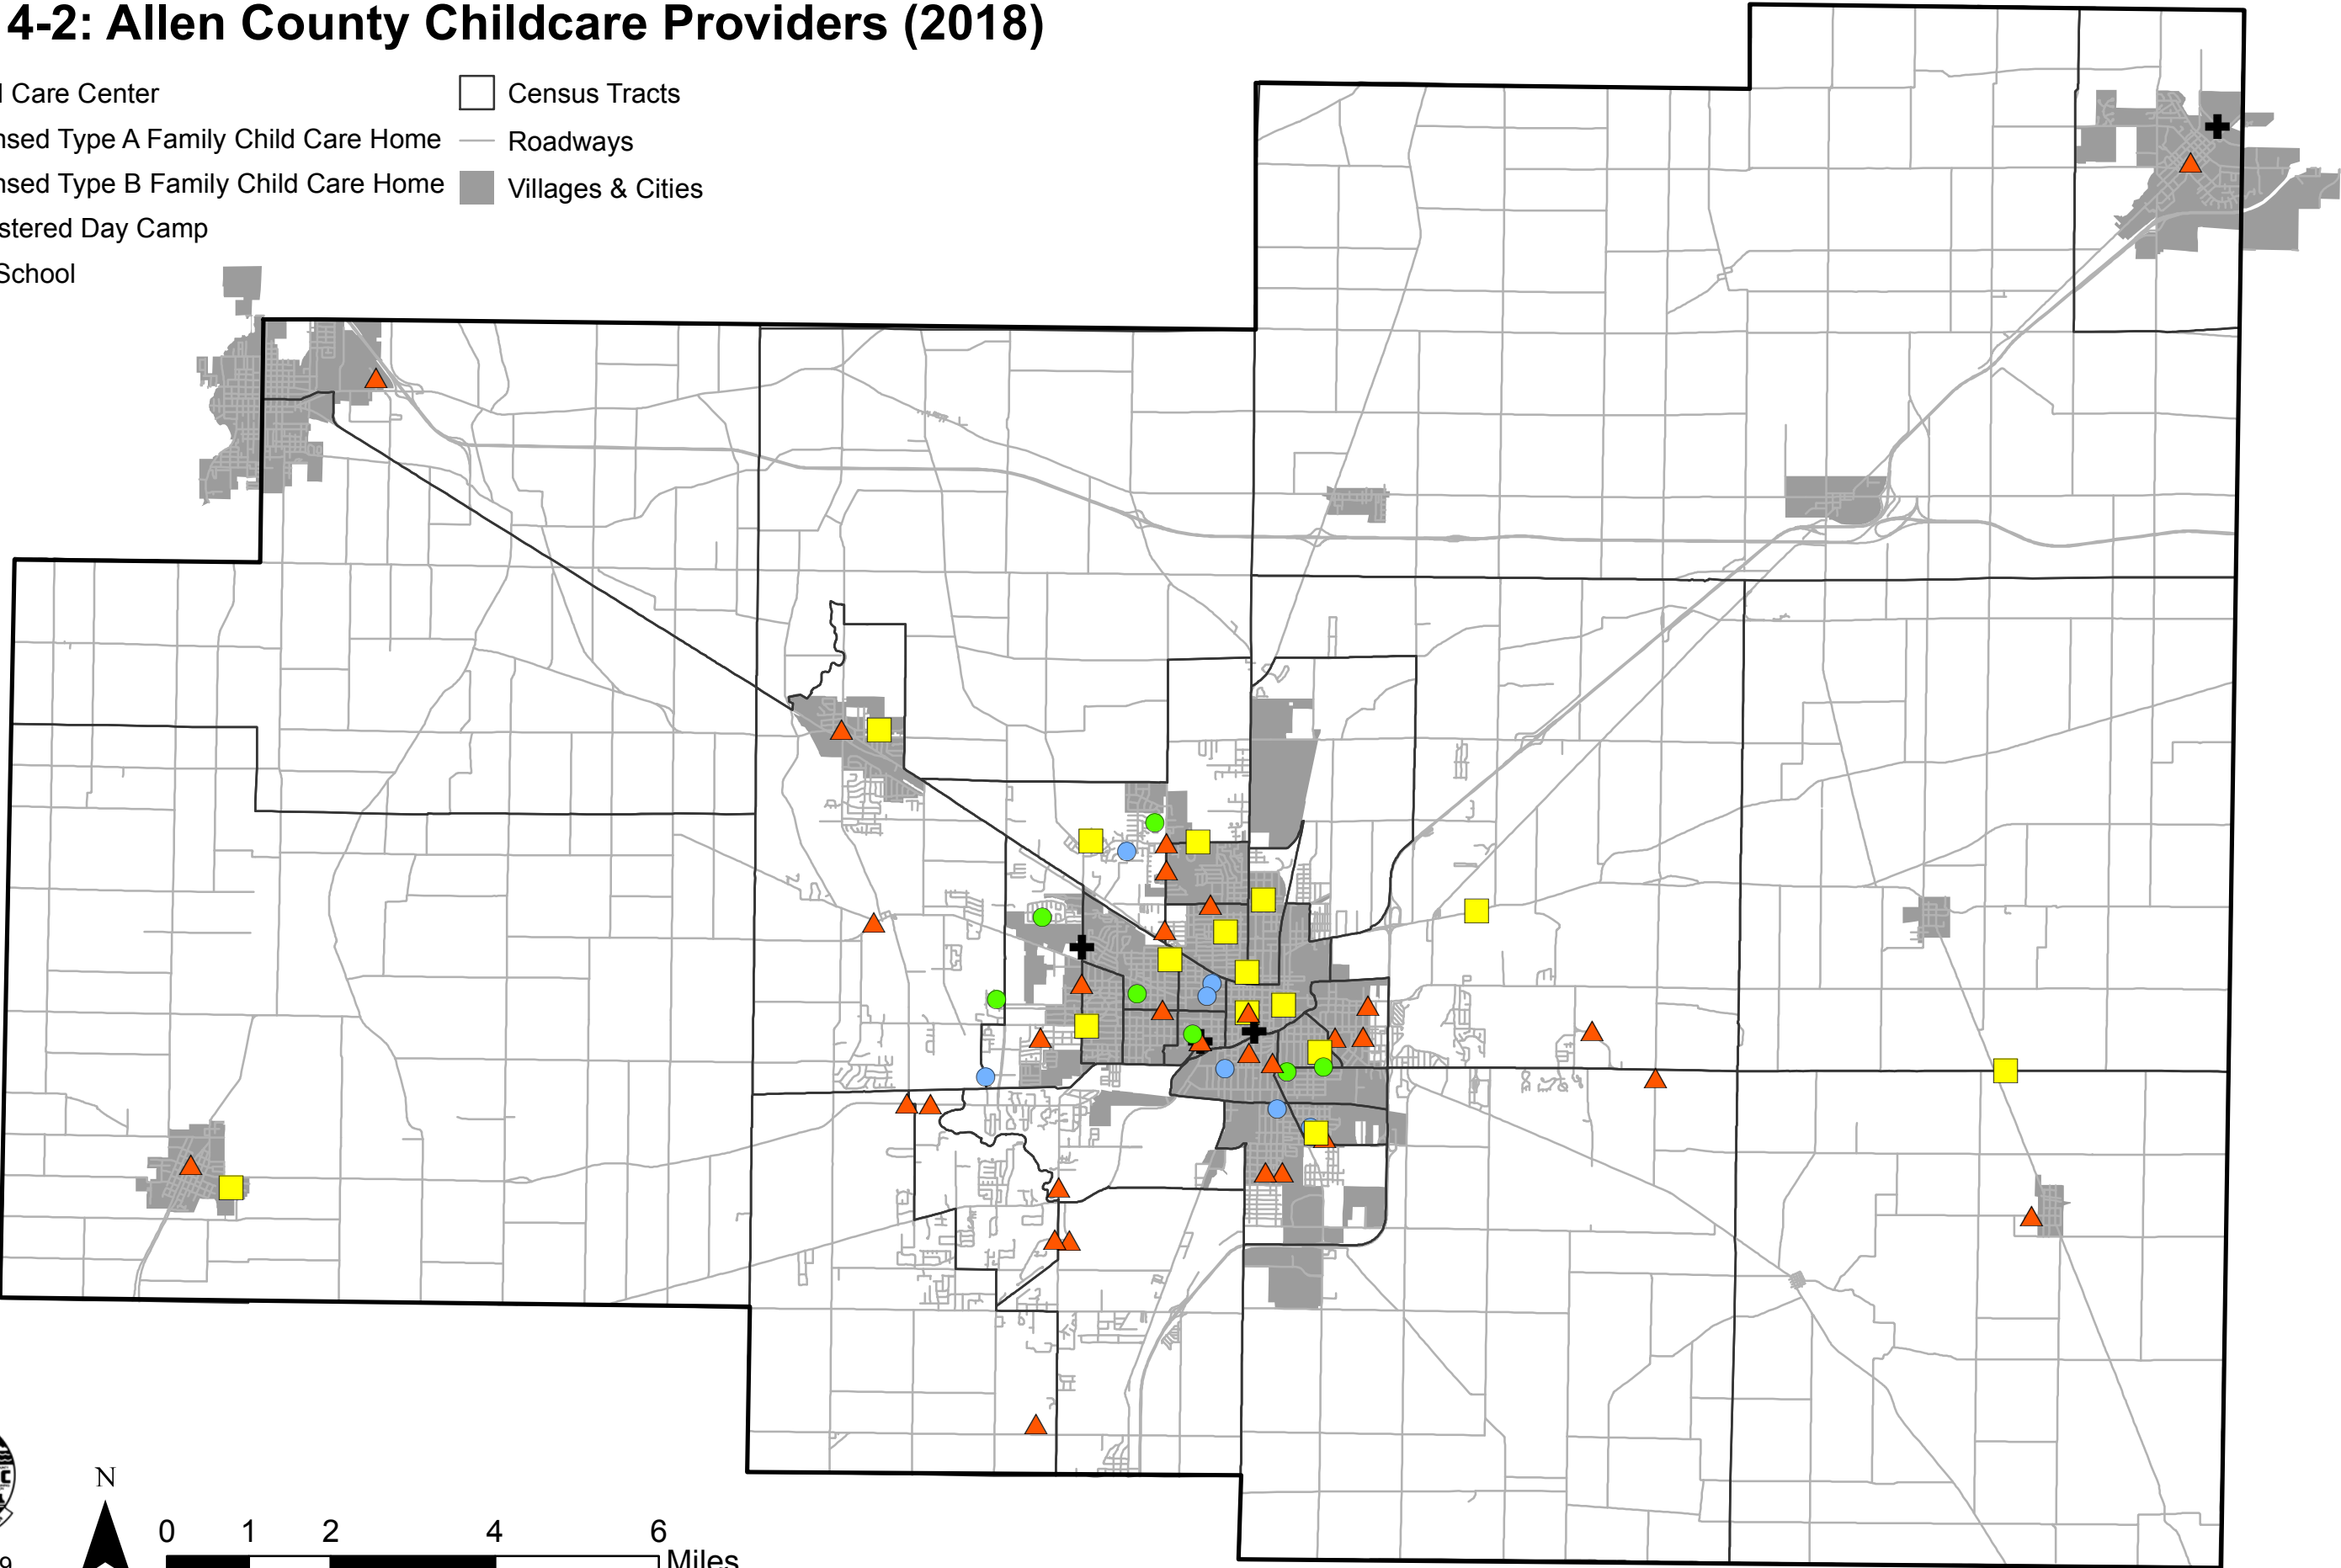 4-2: Allen County Childcare Providers (2018)
Care Center
Census Tracts
nsed Type A Family Child Care Home
Roadways
nsed Type B Family Child Care Home
Villages & Cities
stered Day Camp
School
N
0 1 2 4 6
Miles